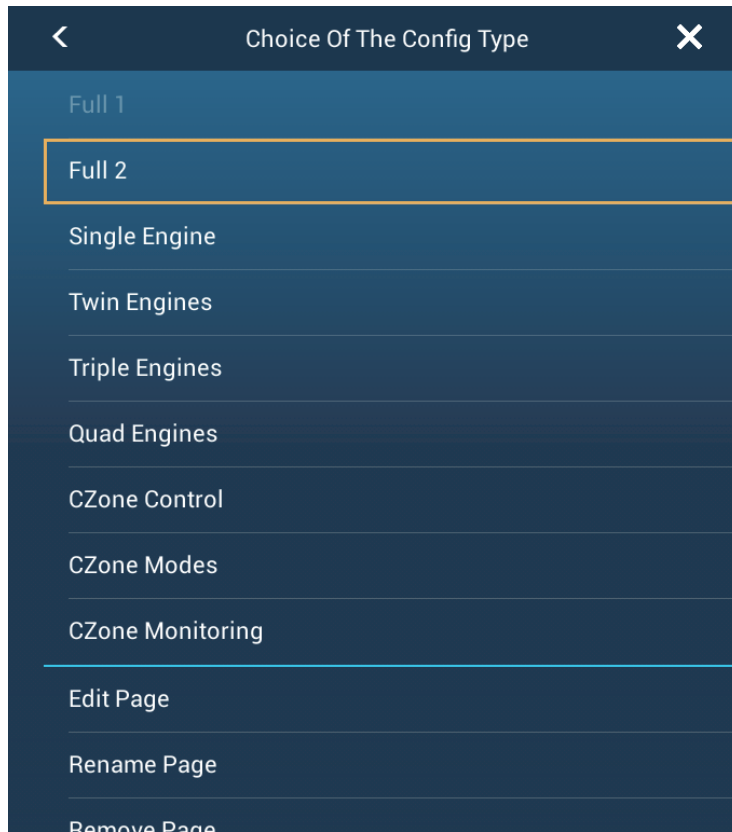 Choice Of The Config Type
Full 1
Full 2
Single Engine
Twin Engines
Triple Engines
Quad Engines
CZone Control
CZone Modes
CZone Monitoring
Edit Page
Rename Page
Remove Page